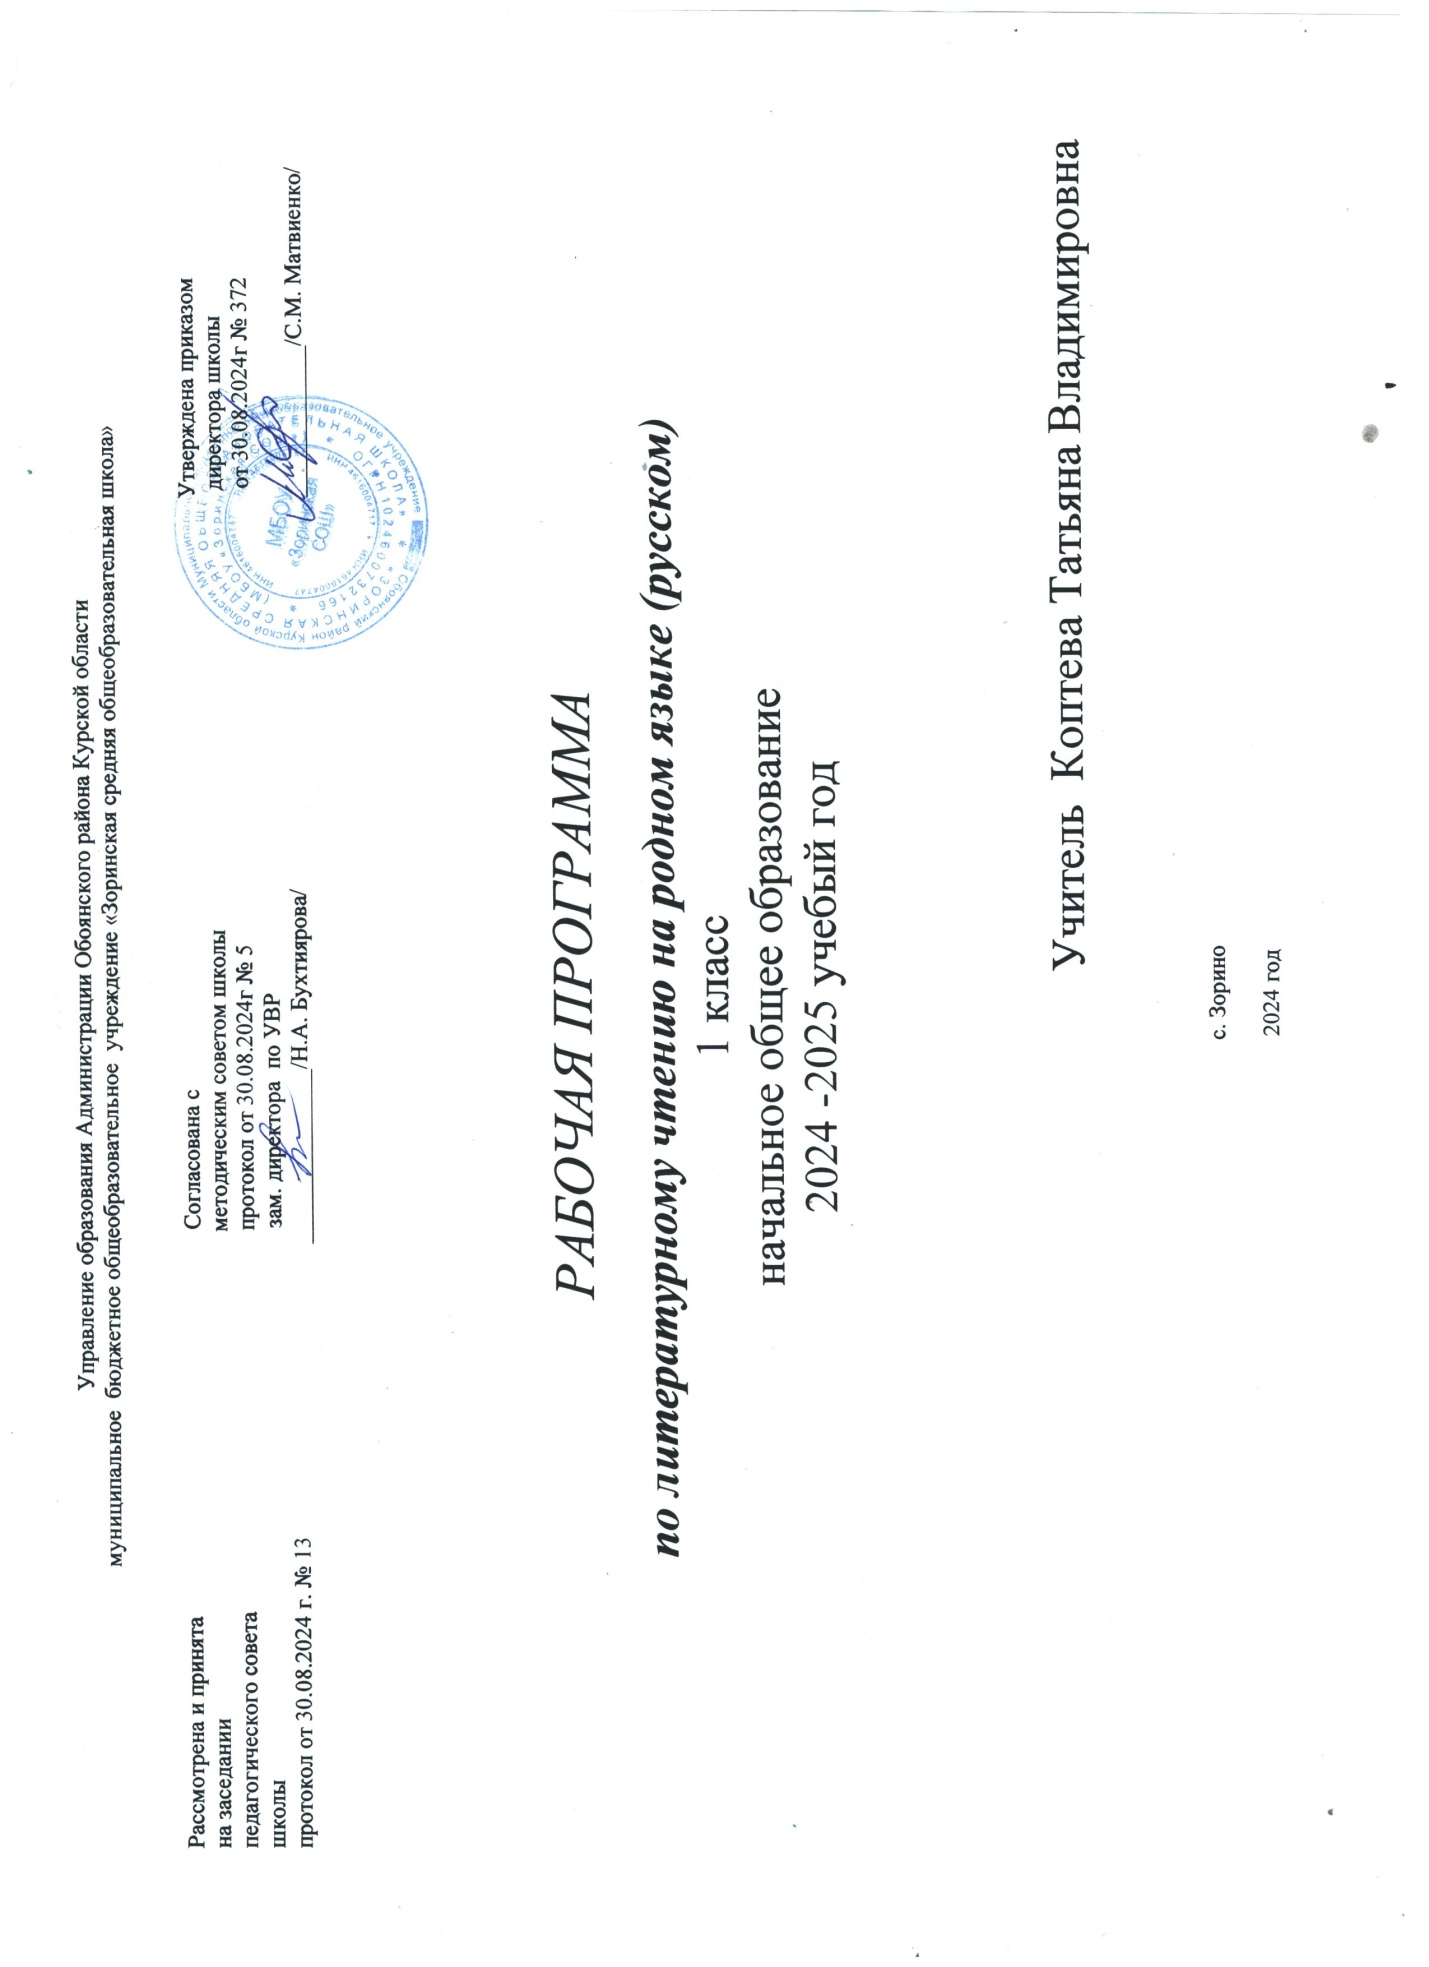 Управление образования Администрации Обоянского района Курской области
муниципальное бюджетное общеобразовательное учреждение «Зоринская средняя общеобразовательная школа»
Рассмотрена и принята
на заседании
педагогического совета
школы
протокол от 30.08.2024 г. № 13
Согласована с
методическим советом школы
протокол от 30.08.2024г № 5
зам. директора по УВР
/Н.А. Бухтиярова/
Утверждена приказом
директора школы
от 30.08.2024г № 372
/С.М. Матвиенко/
МБОУ
«Зоринская
СОШ»
РАБОЧАЯ ПРОГРАММА
по литературному чтению на родном языке (русском)
1 класс
начальное общее образование
2024 -2025 учебый год
Учитель Коптева Татьяна Владимировна
с. Зорино
2024 год